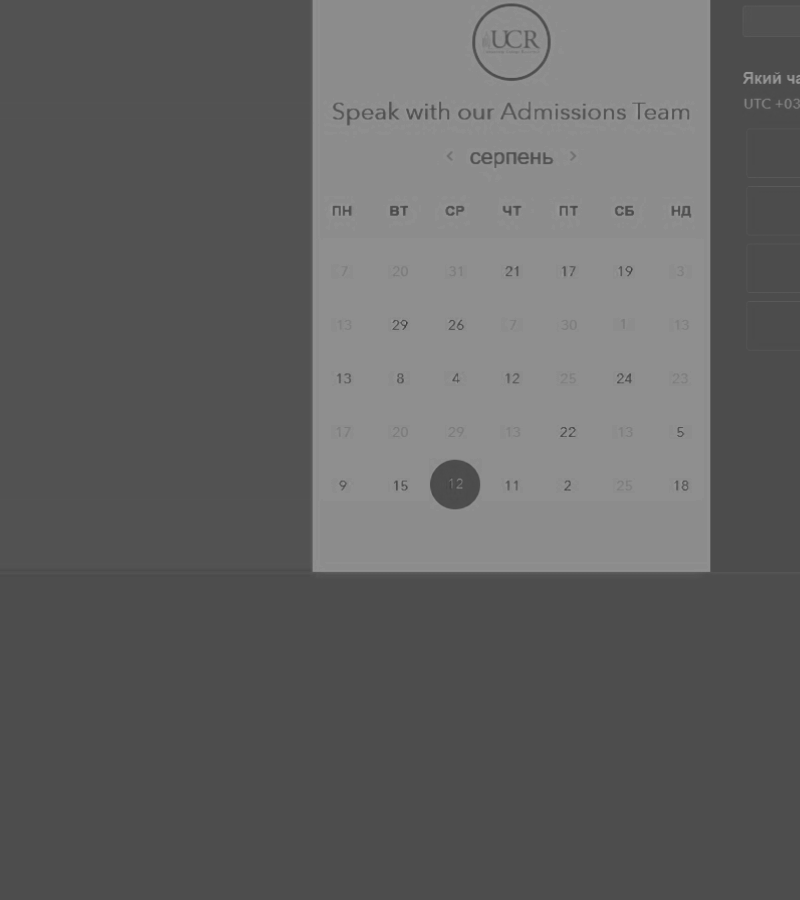 UCR
Speak with our Admissions Team
< серпень >
ПН ВТ СР ЧТ ПТ СБ НД
7 20 31 21 17 19 3
13 29 26 7 30 1 13
13 8 4 12 25 24 23
17 20 29 13 22 13 5
9 15 12 11 2 25 18
Який
UTC +03